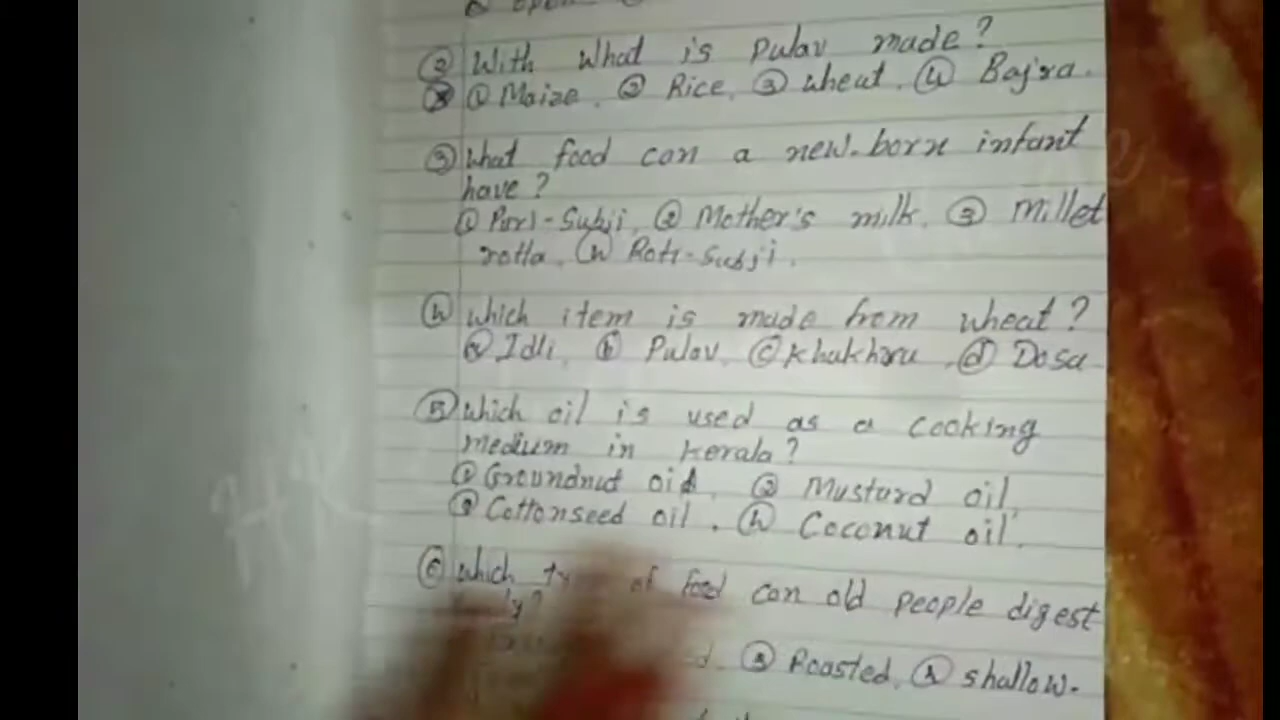 ② With what is pulav made?
① Maize. ② Rice. ③ wheat. ④ Bajra.
③ What food can a new-born infant
have?
① Puri-Subji. ② Mother's milk. ③ Millet
rotla. ④ Roti-Subji.
④ which item is made from wheat?
ⓐ Idli. ⓑ Pulav. ⓒ Khakhra. ⓓ Dosa
⑤ which oil is used as a cooking
medium in Kerala?
① Groundnut oil. ② Mustard oil.
③ Cottonseed oil. ④ Coconut oil.
⑥ which of food can old people digest
③ Roasted. ④ shallow-